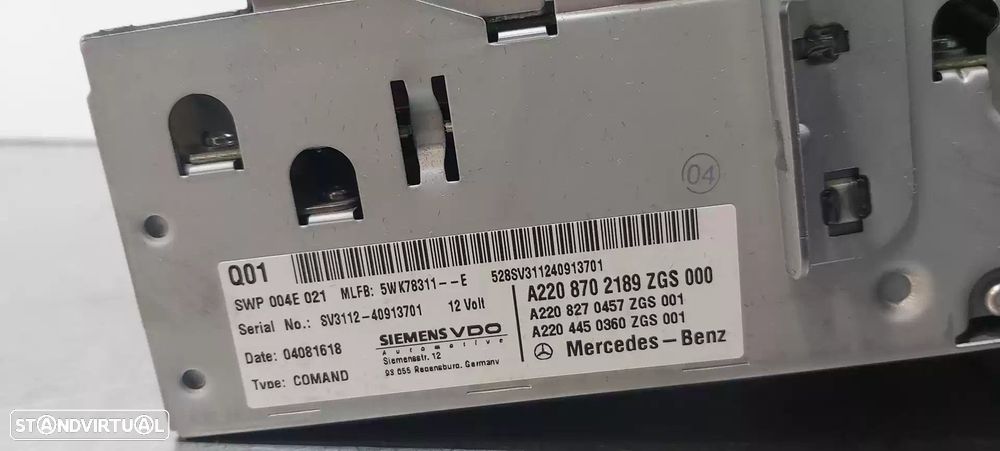 04
Q01
528SV311240913701
SWP 004E 021 MLFB: 5WK78311--E
A220 870 2189 ZGS 000
Serial No.: SV3112-40913701 12 Volt
A220 827 0457 ZGS 001
SIEMENS VDO
Automotive
A220 445 0360 ZGS 001
Date: 04081618
Siemensstr. 12
93 055 Regensburg, Germany
Mercedes-Benz
Type: COMAND
STANDVIRTUAL